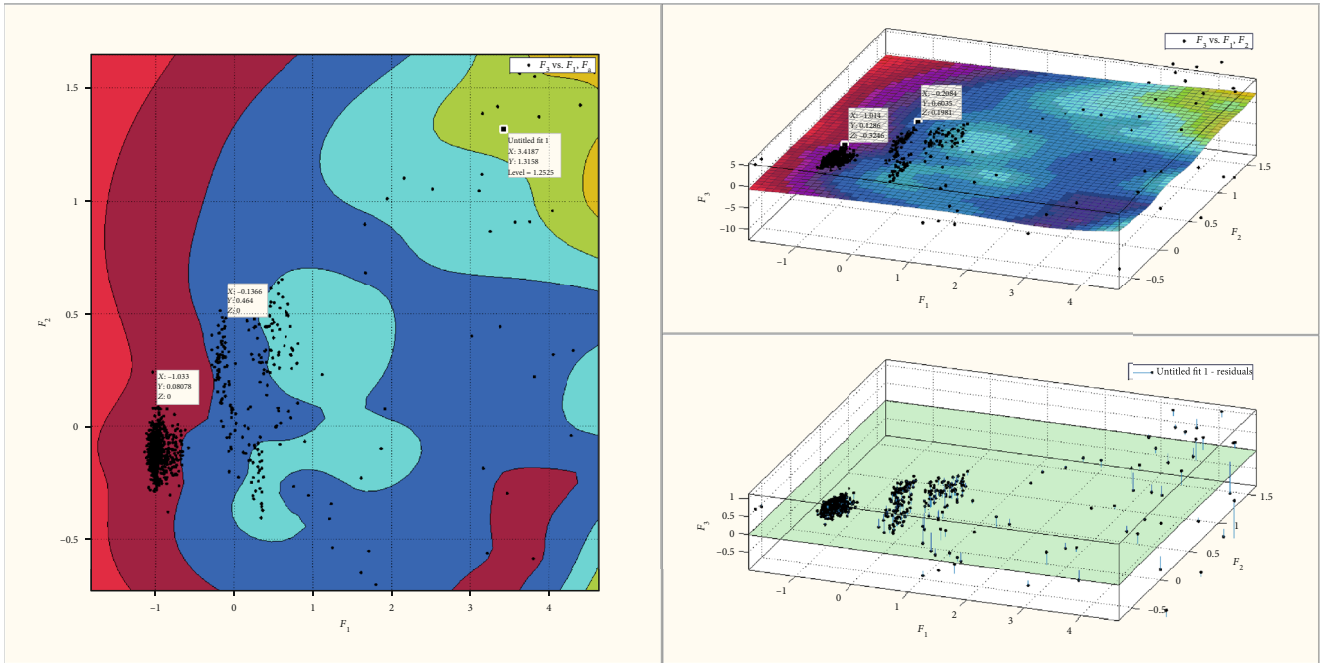 F3 vs. F1, Fa
1.5
1
0.5
0
−0.5
F2
Untitled fit 1
X: 3.4187
Y: 1.3158
Level = 1.2525
X: −0.1366
Y: 0.464
Z: 0
X: −1.033
Y: 0.08078
Z: 0
−1
0
1
2
3
4
F1
F3 vs. F1, F2
X: −0.2084
Y: 0.6035
Z: 0.1981
X: −1.014
Y: 0.1286
Z: −0.3246
5
0
−5
−10
F3
−1
0
1
2
3
4
F1
−0.5
0
0.5
1
1.5
F2
Untitled fit 1 - residuals
1
0.5
0
−0.5
F3
−1
0
1
2
3
4
F1
−0.5
0
0.5
1
1.5
F2